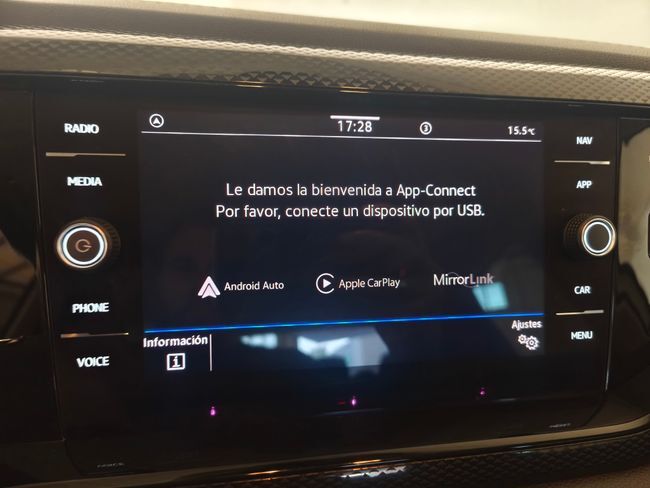 RADIO
MEDIA
PHONE
VOICE
17:28
3
15.5°C
Le damos la bienvenida a App-Connect
Por favor, conecte un dispositivo por USB.
Android Auto
Apple CarPlay
MirrorLink
Información
i
Ajustes
NAV
APP
CAR
MENU